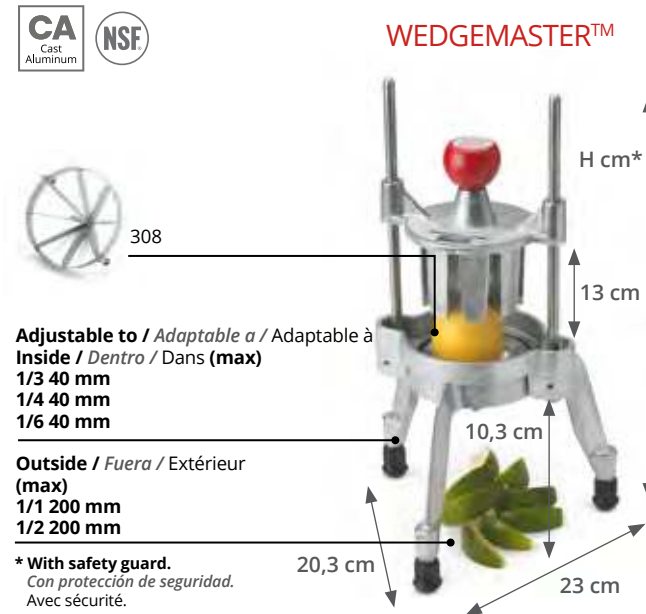 CA
Cast
Aluminum
NSF
WEDGEMASTER™
H cm*
308
13 cm
Adjustable to / Adaptable a / Adaptable à
Inside / Dentro / Dans (max)
1/3 40 mm
1/4 40 mm
1/6 40 mm
10,3 cm
Outside / Fuera / Extérieur
(max)
1/1 200 mm
1/2 200 mm
* With safety guard.
Con protección de seguridad.
Avec sécurité.
20,3 cm
23 cm